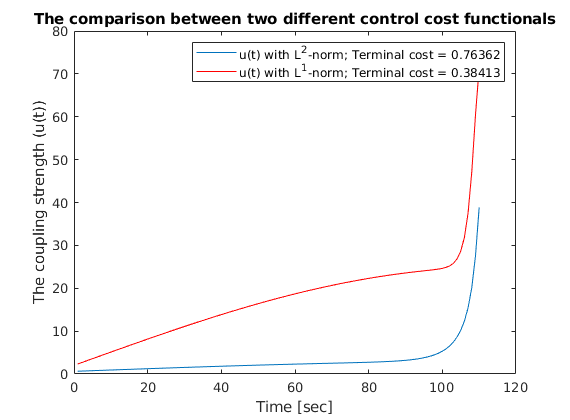 The comparison between two different control cost functionals
80
70
60
50
40
30
20
10
0
The coupling strength (u(t))
u(t) with L²-norm; Terminal cost = 0.76362
u(t) with L¹-norm; Terminal cost = 0.38413
0 20 40 60 80 100 120
Time [sec]